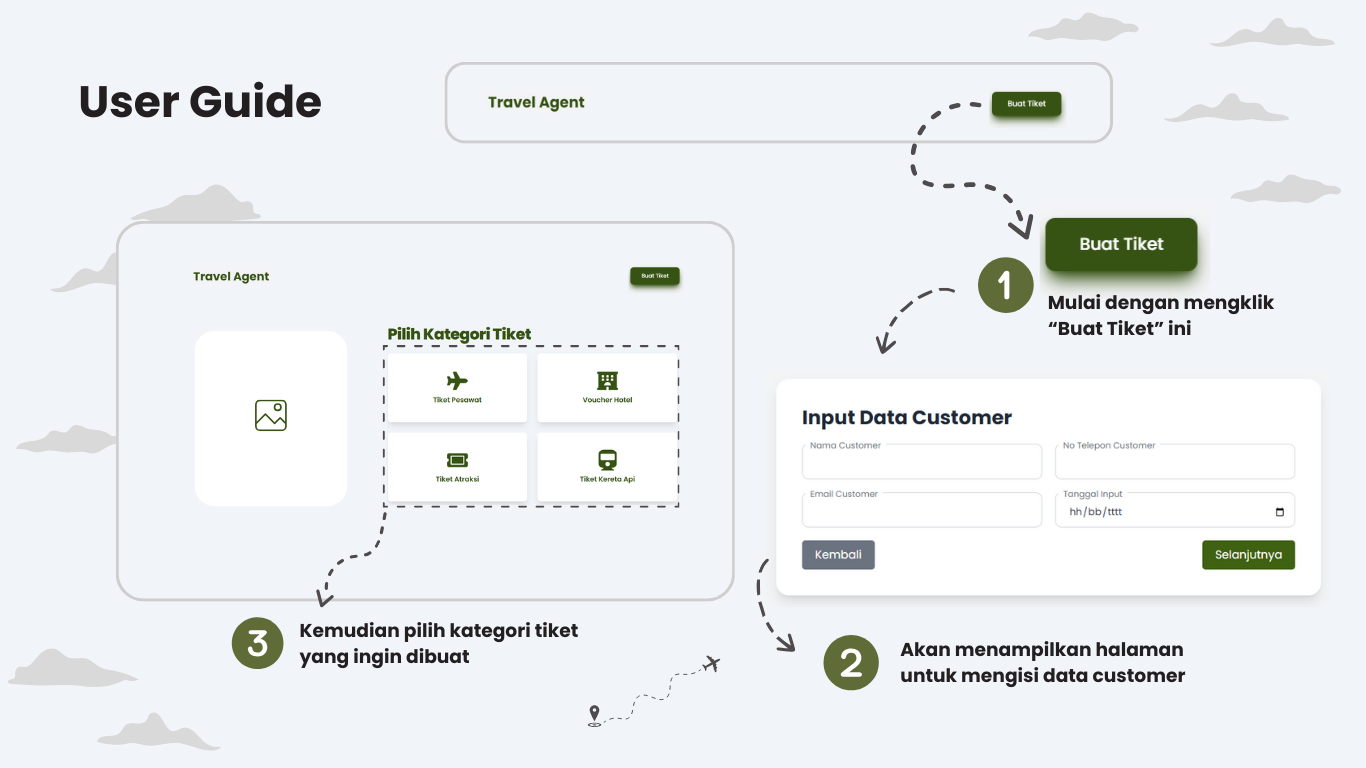 User Guide
Travel Agent
Buat Tiket
Buat Tiket
1
Mulai dengan mengklik
“Buat Tiket” ini
Input Data Customer
Nama Customer
No Telepon Customer
Email Customer
Tanggal Input
hh/bb/tttt
Kembali
Selanjutnya
2
Akan menampilkan halaman
untuk mengisi data customer
Travel Agent
Buat Tiket
Pilih Kategori Tiket
Tiket Pesawat
Voucher Hotel
Tiket Atraksi
Tiket Kereta Api
3
Kemudian pilih kategori tiket
yang ingin dibuat